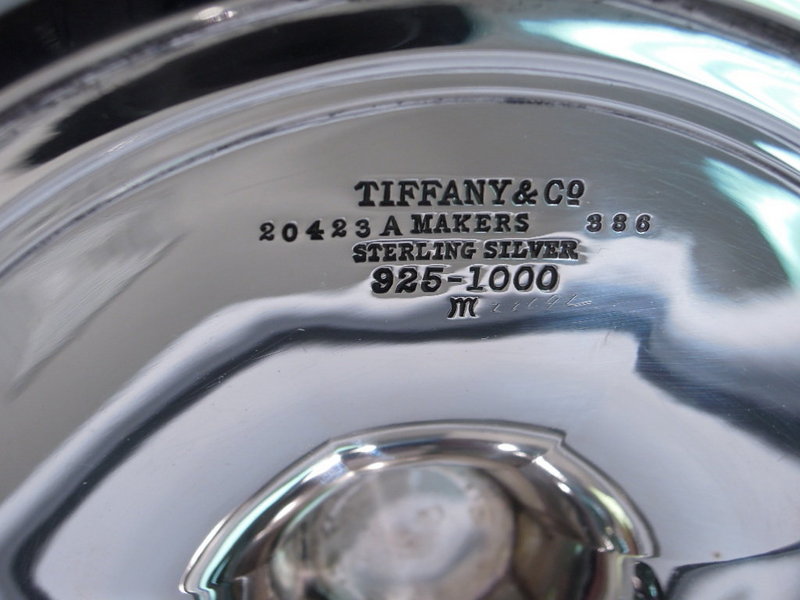 TIFFANY & Cº
20423 A MAKERS 386
STERLING SILVER
925-1000
m